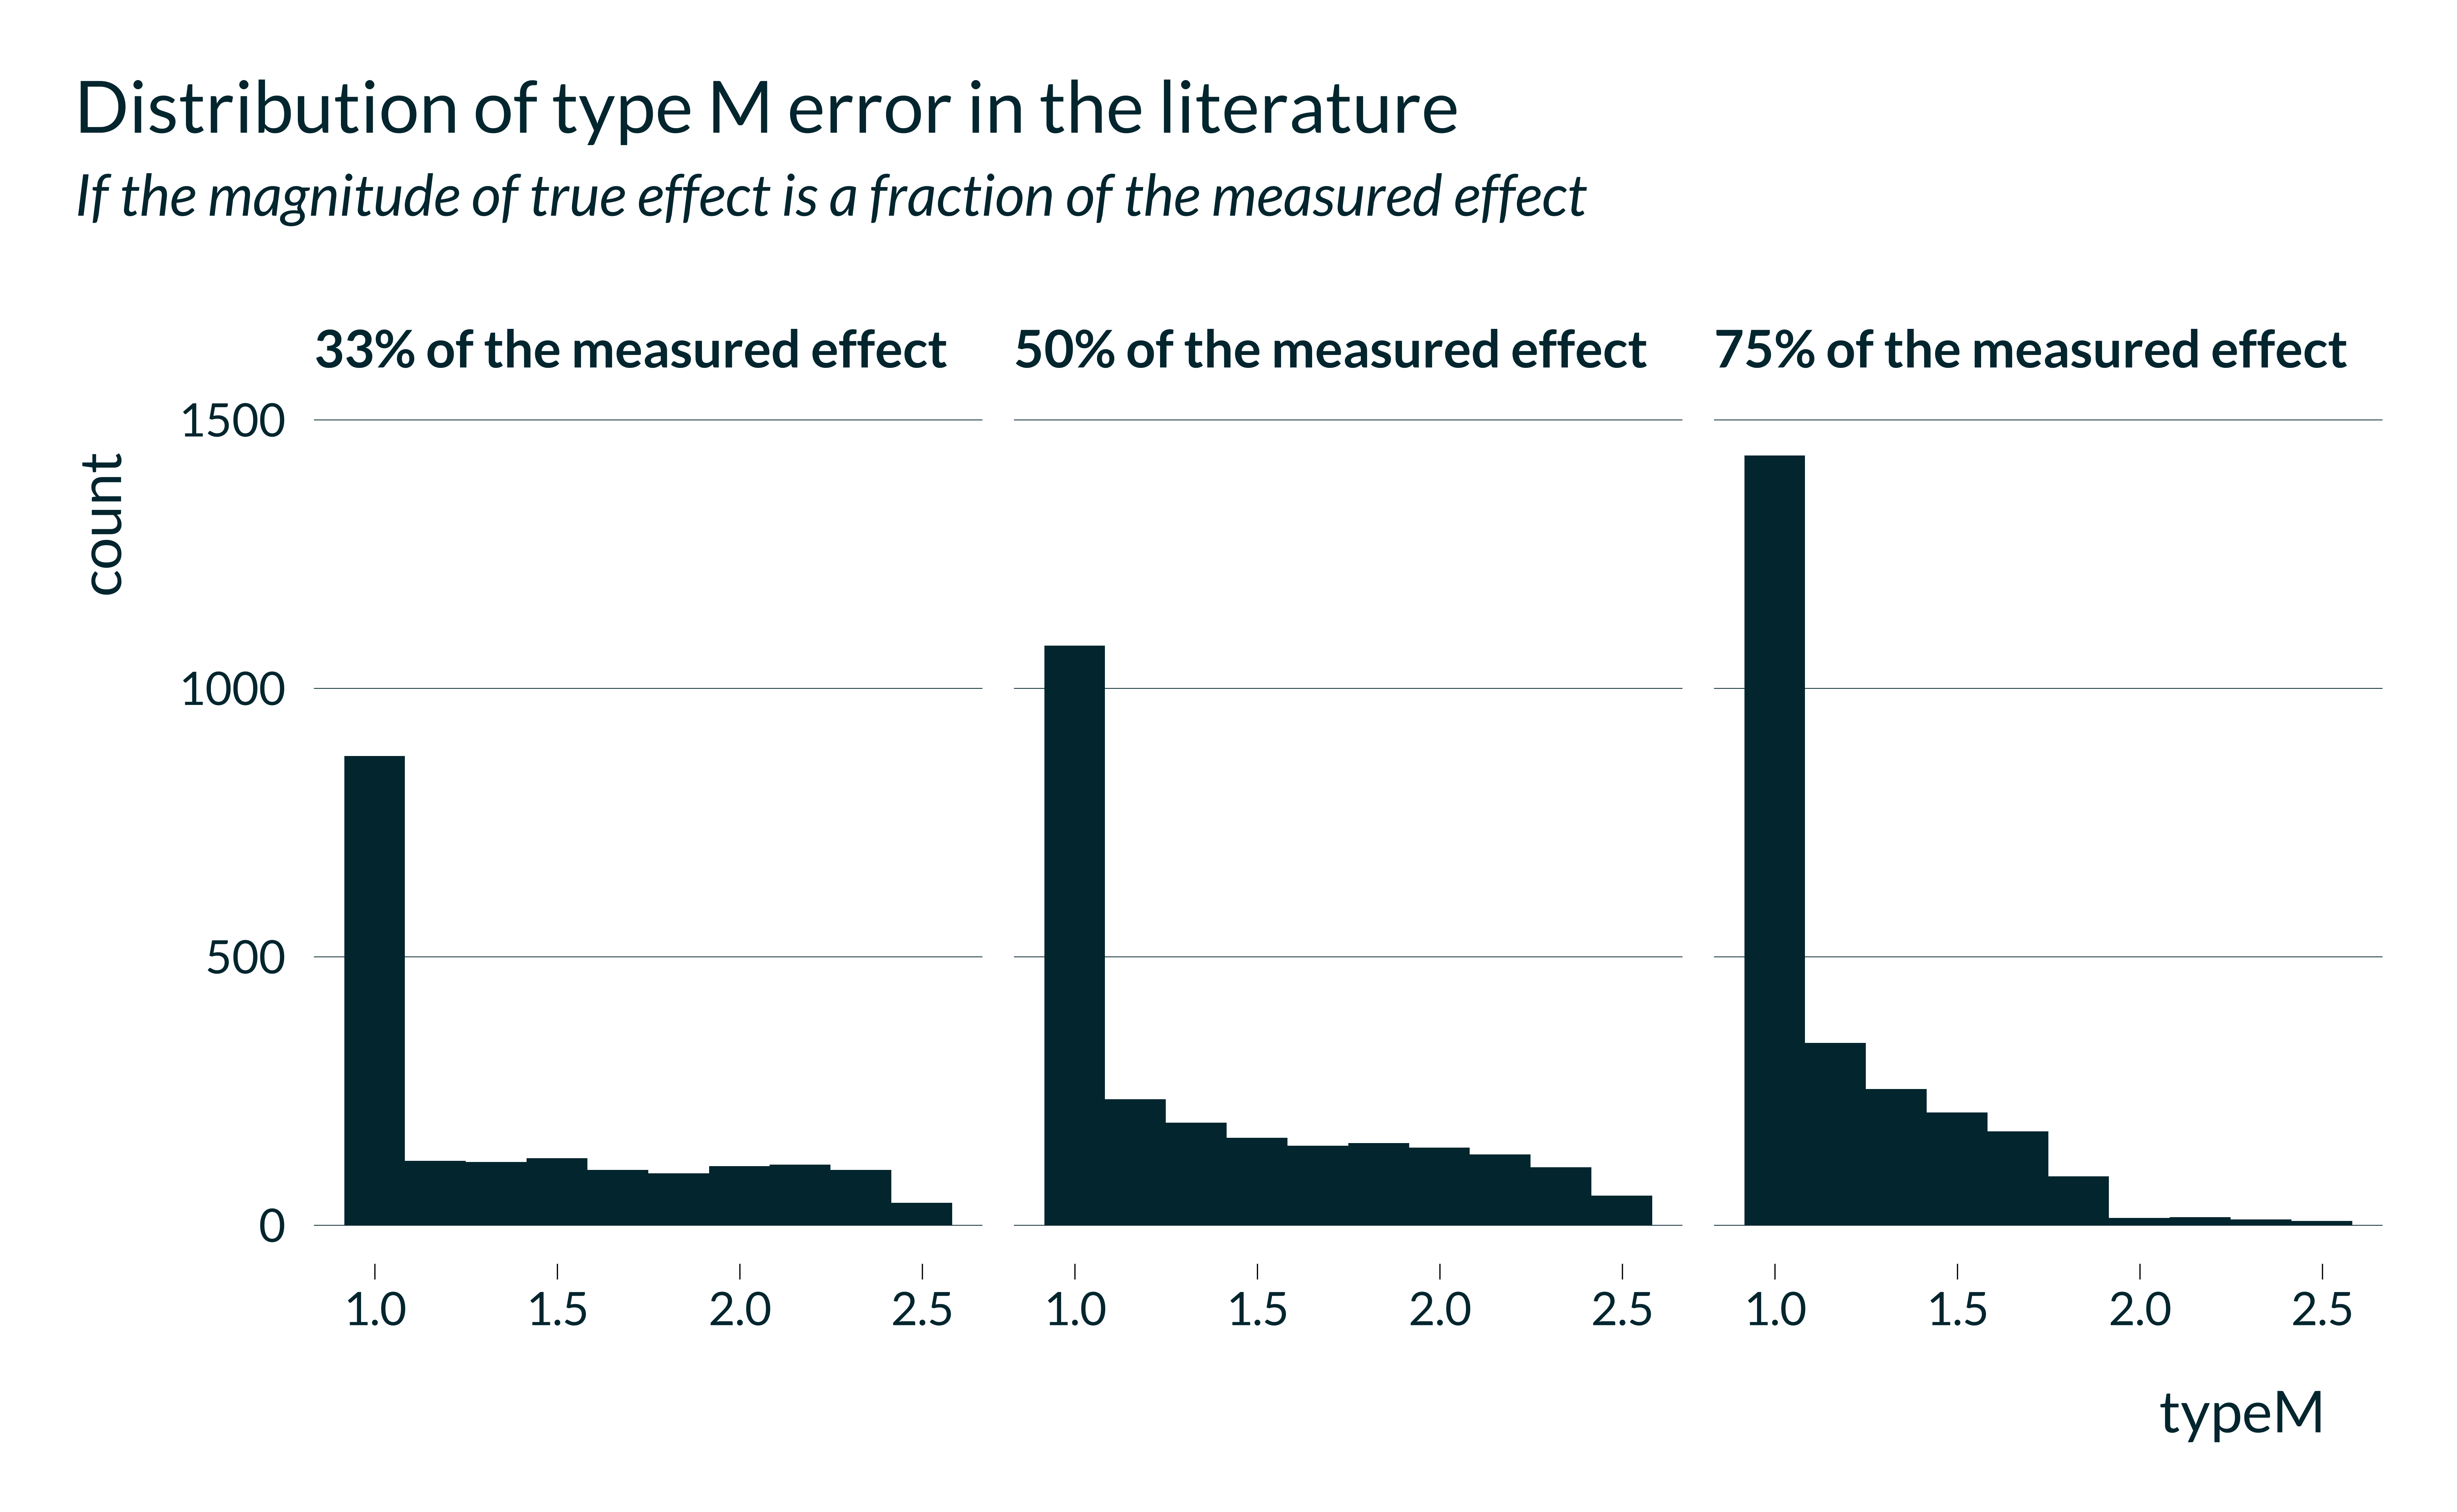 Distribution of type M error in the literature
If the magnitude of true effect is a fraction of the measured effect
33% of the measured effect
50% of the measured effect
75% of the measured effect
count
1500
1000
500
0
1.0 1.5 2.0 2.5
1.0 1.5 2.0 2.5
1.0 1.5 2.0 2.5
typeM